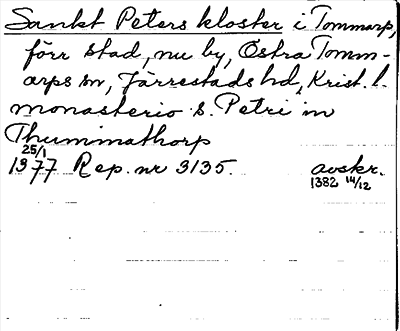 Sankt Peters kloster i Tommarp,
förr stad, nu by, Östra Tomm-
arps sn, Järrestads hd, Krist. l.
monasterio s. Petri in
Thummathorp
25/1
1377 Rep. nr 3135. avskr.
1382 14/12